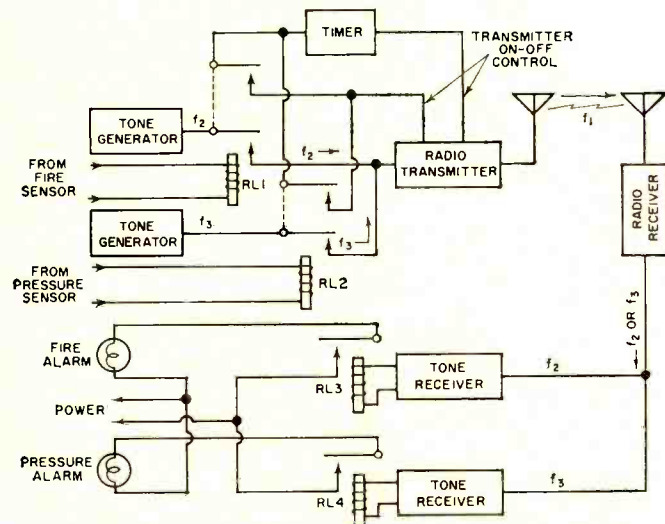 TIMER
TRANSMITTER
ON-OFF
CONTROL
TONE
GENERATOR
f2
f2
FROM
FIRE
SENSOR
RL1
RADIO
TRANSMITTER
f1
RADIO
RECEIVER
TONE
GENERATOR
f3
f3
FROM
PRESSURE
SENSOR
RL2
f2 OR f3
FIRE
ALARM
RL3
TONE
RECEIVER
f2
POWER
PRESSURE
ALARM
RL4
TONE
RECEIVER
f3